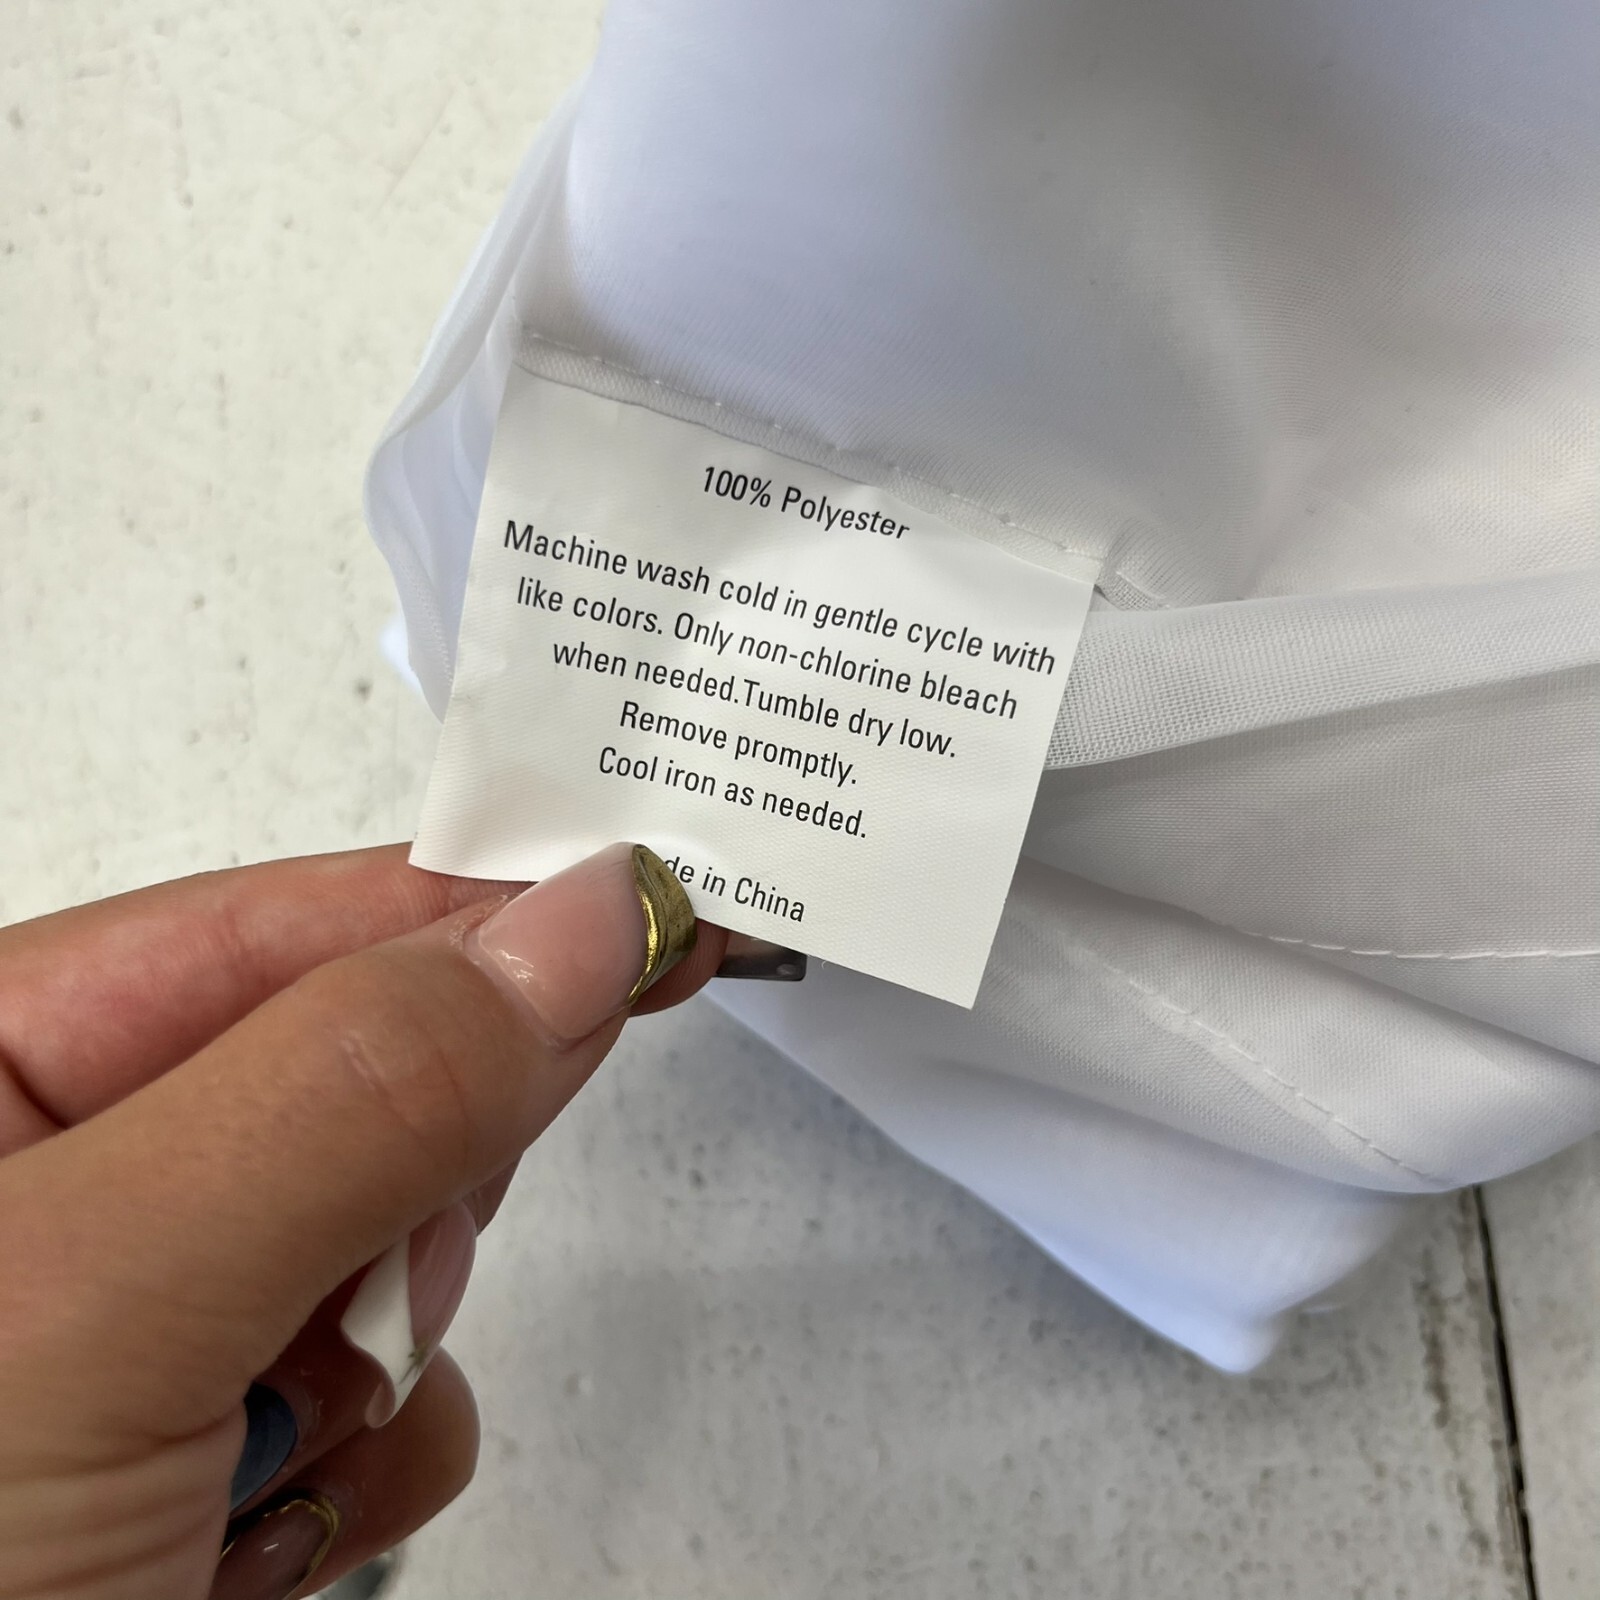 100% Polyester
Machine wash cold in gentle cycle with
like colors. Only non-chlorine bleach
when needed.Tumble dry low.
Remove promptly.
Cool iron as needed.
de in China